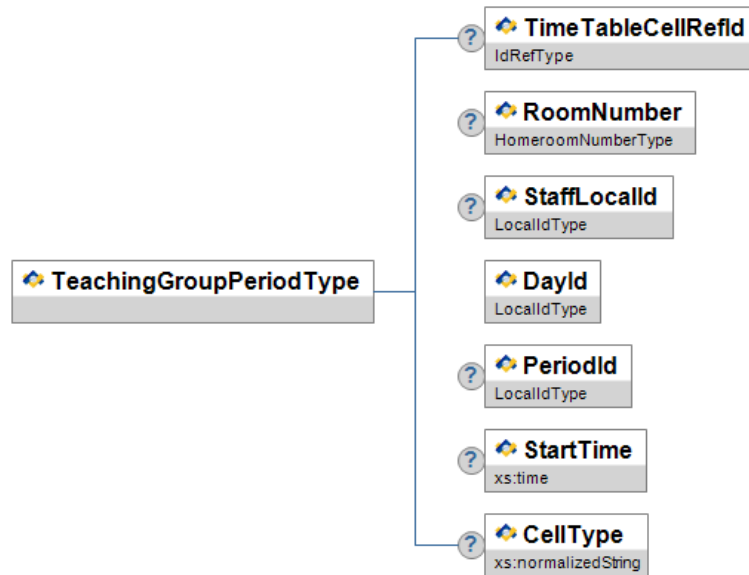 ? TimeTableCellRefId
IdRefType
? RoomNumber
HomeroomNumberType
? StaffLocalId
LocalIdType
TeachingGroupPeriodType
DayId
LocalIdType
? PeriodId
LocalIdType
? StartTime
xs:time
? CellType
xs:normalizedString